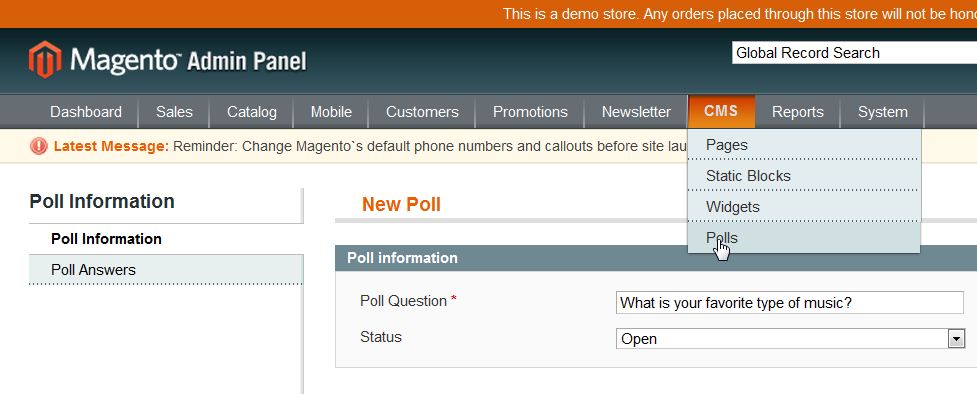 This is a demo store. Any orders placed through this store will not be
Magento™ Admin Panel
Global Record Search
Dashboard Sales Catalog Mobile Customers Promotions Newsletter CMS Reports System
Latest Message: Reminder: Change Magento`s default phone numbers and callouts before site
Pages
Static Blocks
Widgets
Polls
Poll Information
Poll Information
Poll Answers
New Poll
Poll information
Poll Question *
What is your favorite type of music?
Status
Open